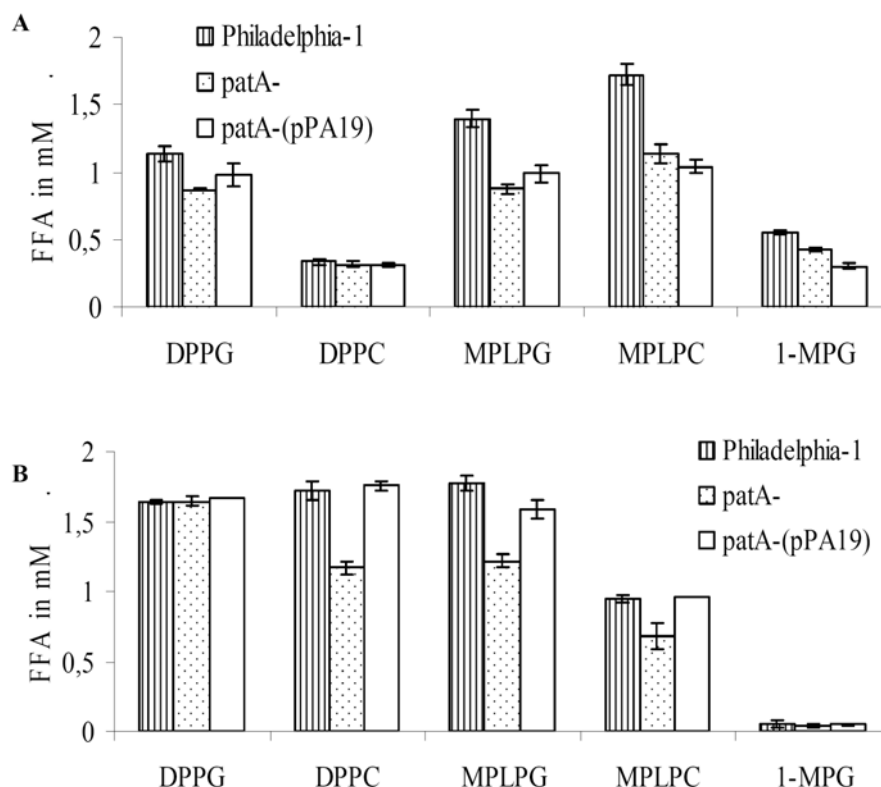 A
FFA in mM .
2
1,5
1
0,5
0
Philadelphia-1
patA-
patA-(pPA19)
DPPG DPPC MPLPG MPLPC 1-MPG
B
FFA in mM .
2
1,5
1
0,5
0
Philadelphia-1
patA-
patA-(pPA19)
DPPG DPPC MPLPG MPLPC 1-MPG